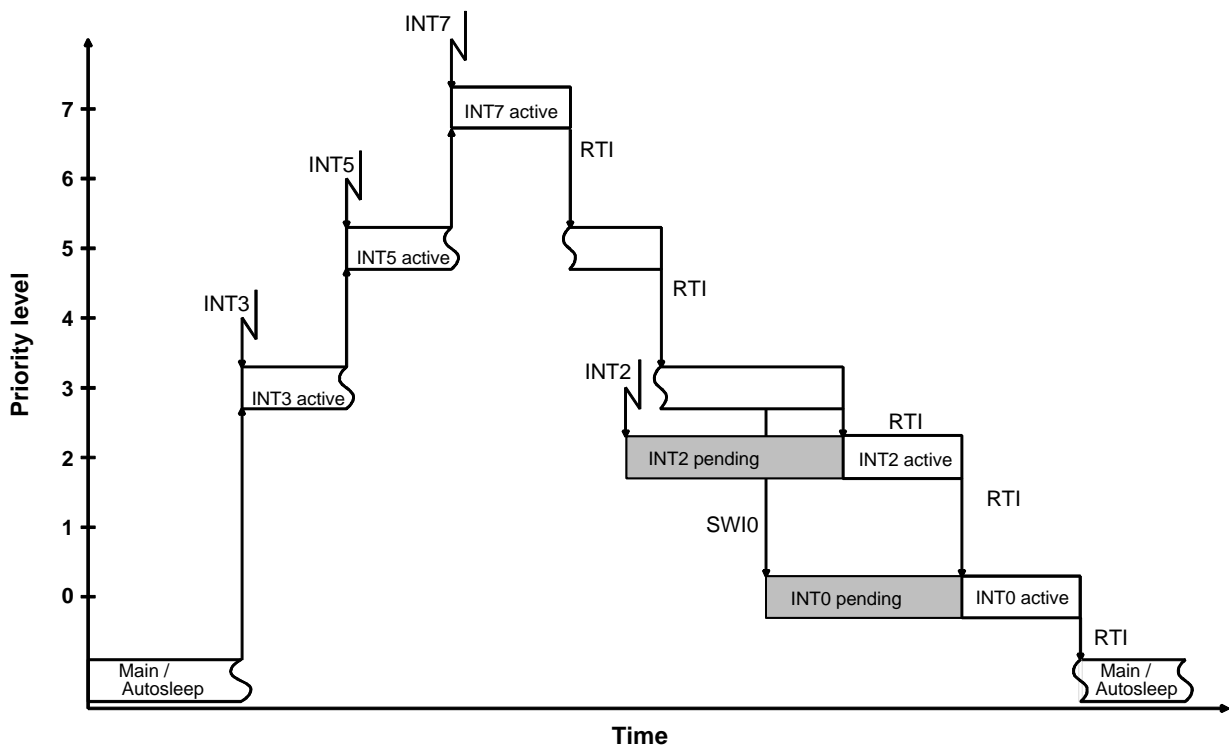 INT7
7
INT7 active
RTI
INT5
6
5
INT5 active
RTI
INT3
4
Priority level
INT2
3
INT3 active
RTI
2
INT2 pending
INT2 active
RTI
1
SWI0
0
INT0 pending
INT0 active
RTI
Main /
Autosleep
Main /
Autosleep
Time